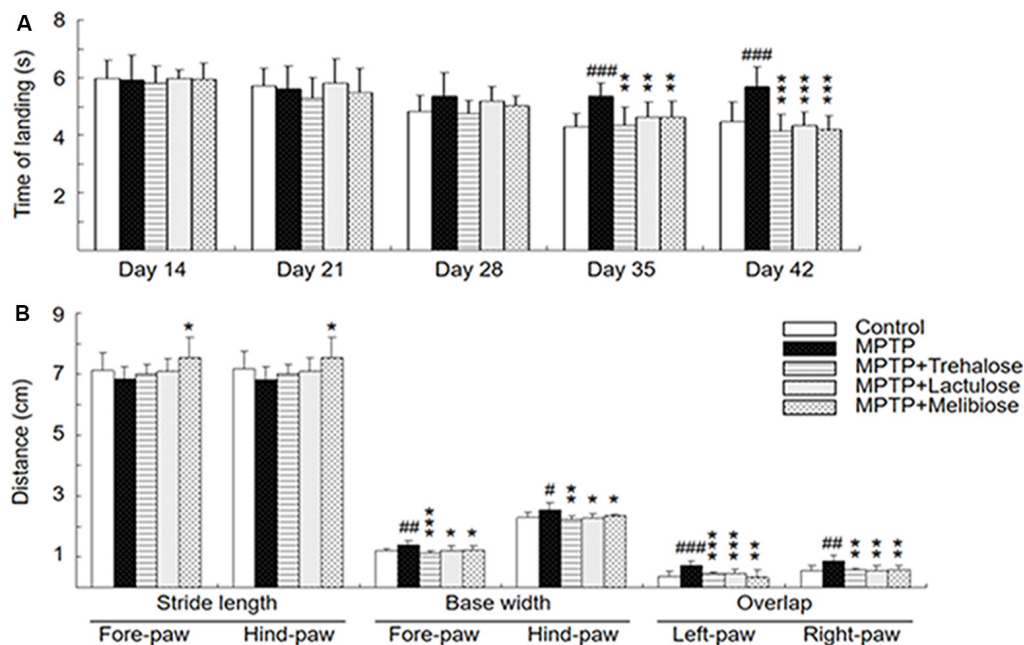 A
Time of landing (s)
8
6
4
2
###
★★
★★
★★
###
★★★
★★★
★★★
Day 14
Day 21
Day 28
Day 35
Day 42
B
Distance (cm)
9
7
5
3
1
★
★
##
★★★
★
★
#
★★
★
★
###
★★★
★★★
★★
##
★★
★★
★★
Control
MPTP
MPTP+Trehalose
MPTP+Lactulose
MPTP+Melibiose
Stride length
Base width
Overlap
Fore-paw
Hind-paw
Fore-paw
Hind-paw
Left-paw
Right-paw